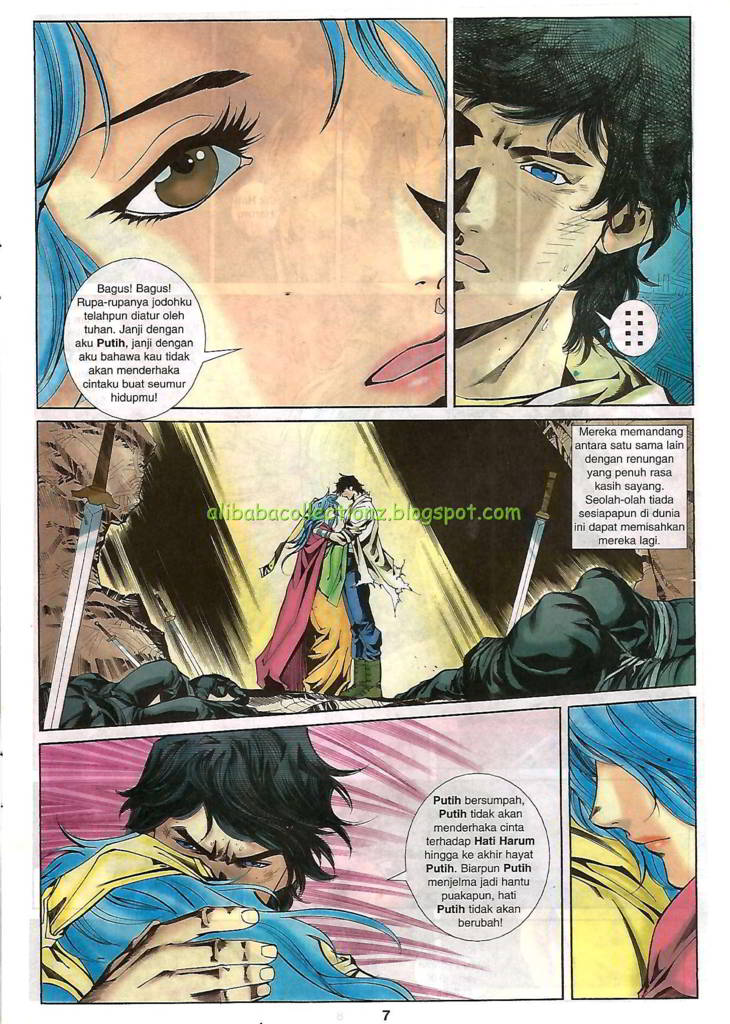 Bagus! Bagus!
Rupa-rupanya jodohku
telahpun diatur oleh
tuhan. Janji dengan
aku Putih, janji dengan
aku bahawa kau tidak
akan menderhaka
cintaku buat seumur
hidupmu!
Mereka memandang
antara satu sama lain
dengan renungan
yang penuh rasa
kasih sayang.
Seolah-olah tiada
sesiapapun di dunia
ini dapat memisahkan
mereka lagi.
alibabacollectionz.blogspot.com
Putih bersumpah,
Putih tidak akan
menderhaka cinta
terhadap Hati Harum
hingga ke akhir hayat
Putih. Biarpun Putih
menjelma jadi hantu
puakapun, hati
Putih tidak akan
berubah!
7